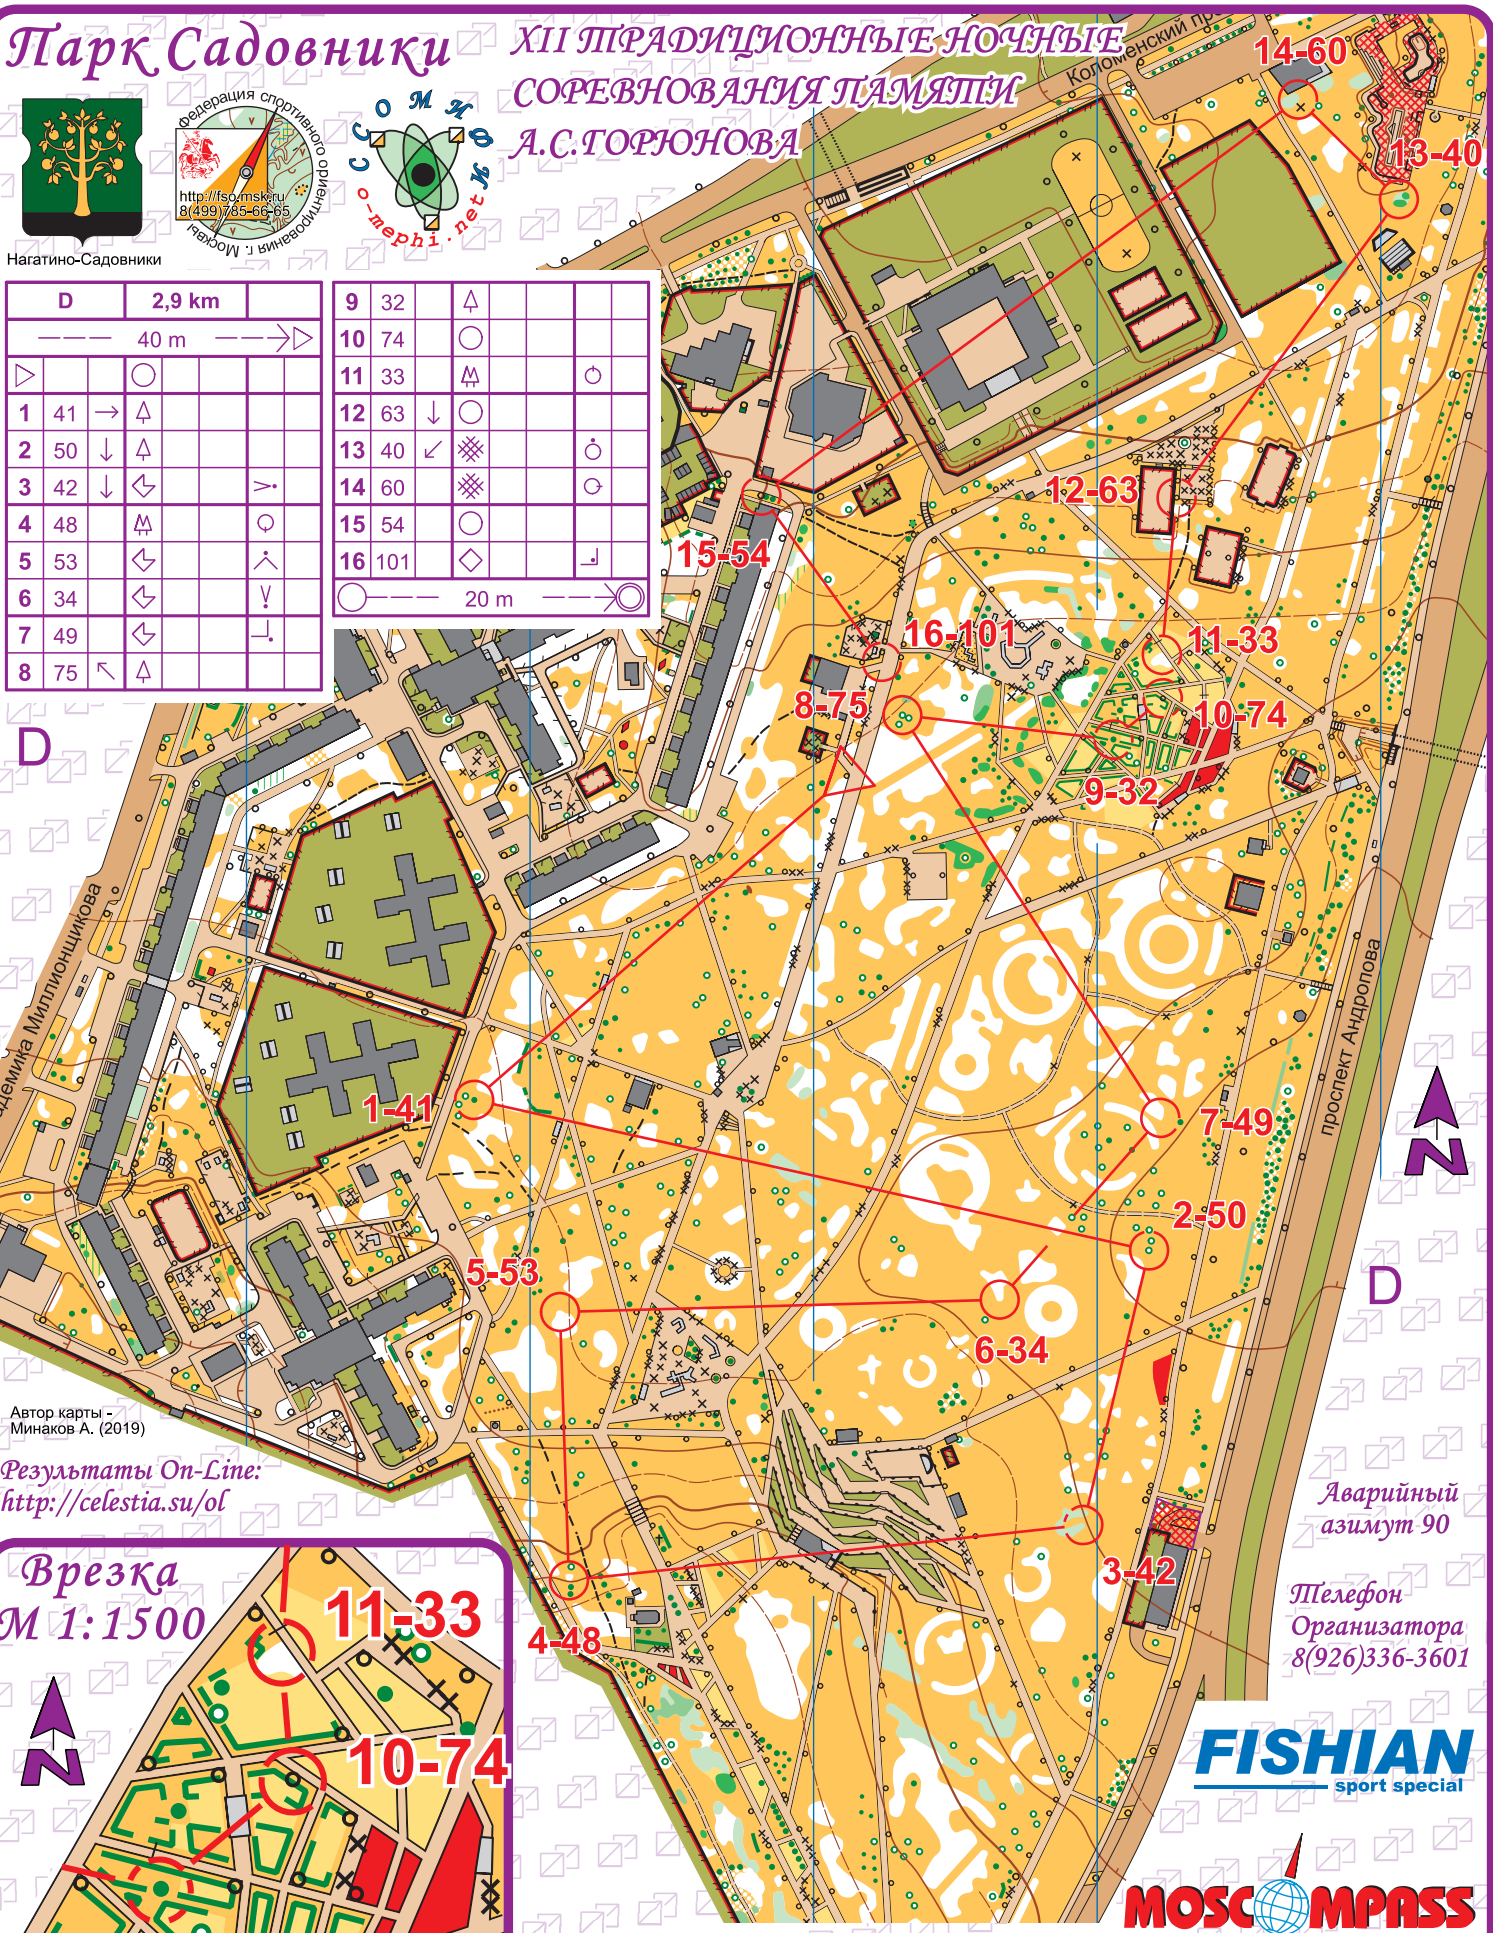 Парк Садовники
XII ТРАДИЦИОННЫЕ НОЧНЫЕ
СОРЕВНОВАНИЯ ПАМЯТИ
А.С.ГОРЮНОВА
Нагатино-Садовники
Федерация спортивного ориентирования г. Москвы
http://fso.msk.ru
8(499)785-66-65
ССО МИФИ
o-mephi.net
D 2,9 km
40 m
1 41
2 50
3 42
4 48
5 53
6 34
7 49
8 75
9 32
10 74
11 33
12 63
13 40
14 60
15 54
16 101
20 m
14-60
13-40
12-63
15-54
16-101
11-33
8-75
10-74
9-32
1-41
7-49
2-50
5-53
6-34
3-42
4-48
D
D
N
проспект Андропова
Автор карты -
Минаков А. (2019)
Результаты On-Line:
http://celestia.su/ol
Врезка
М 1:1500
11-33
10-74
N
Аварийный
азимут 90
Телефон
Организатора
8(926)336-3601
FISHIAN
sport special
MOSCOMPASS